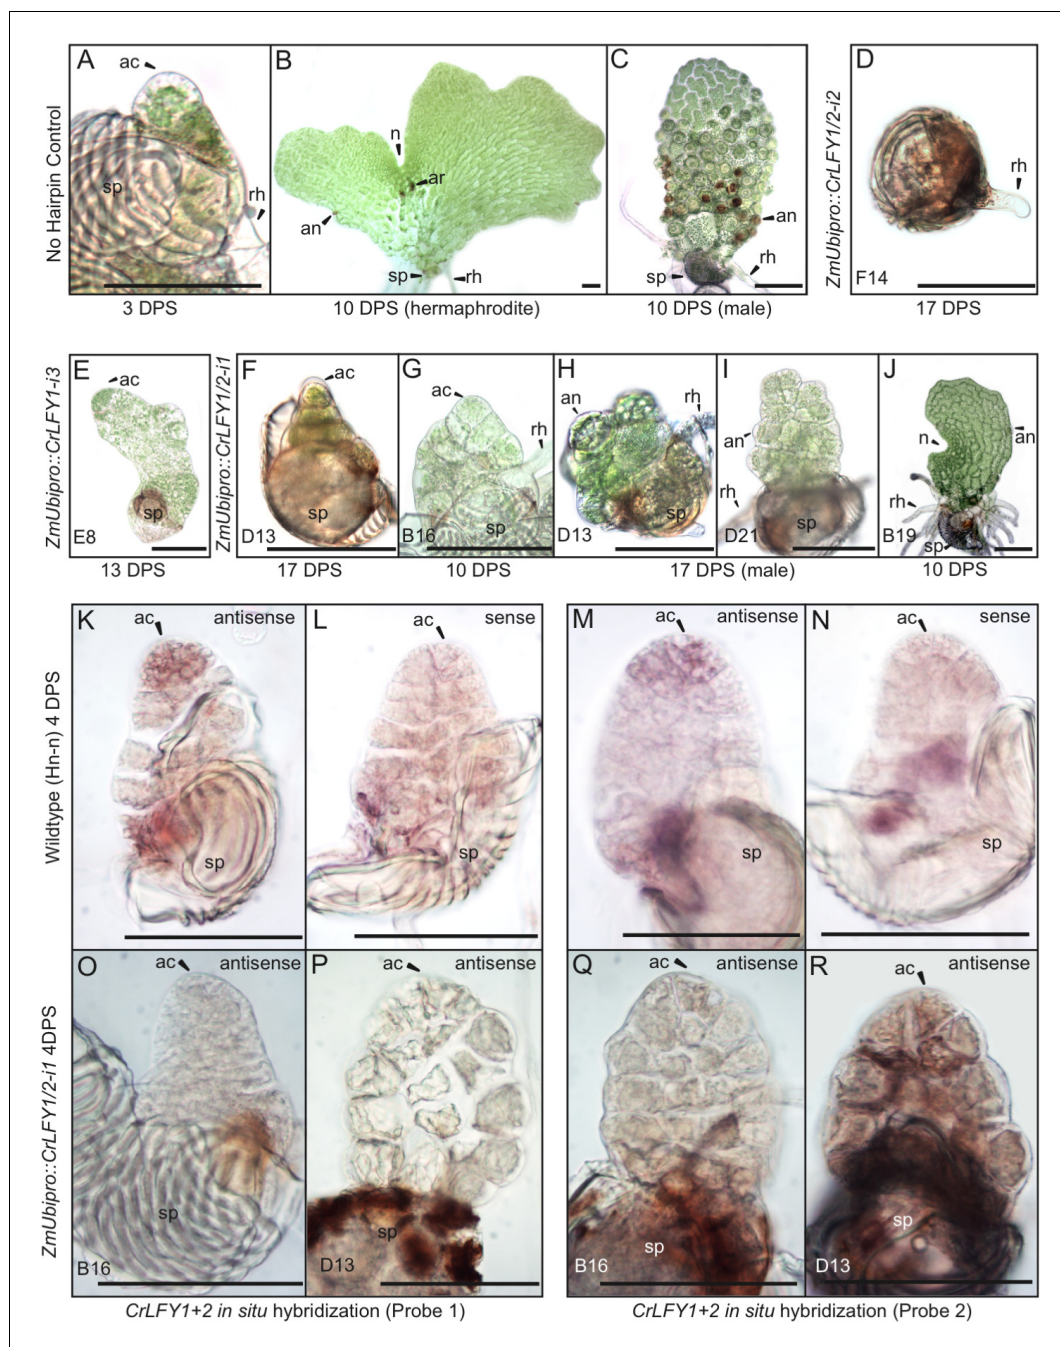 No Hairpin Control
A
ac
sp
rh
B
n
ar
an
sp
rh
C
an
sp
rh
3 DPS
10 DPS (hermaphrodite)
10 DPS (male)
ZmUbipro::CrLFY1/2-i2
D
rh
F14
17 DPS
ZmUbipro::CrLFY1-i3
E
ac
sp
E8
13 DPS
ZmUbipro::CrLFY1/2-i1
F
ac
sp
D13
17 DPS
G
ac
rh
sp
B16
10 DPS
H
an
rh
sp
D13
I
an
rh
sp
D21
17 DPS (male)
J
n
an
rh
sp
B19
10 DPS
Wildtype (Hn-n) 4 DPS
K
ac
antisense
sp
L
ac
sense
sp
M
ac
antisense
sp
N
ac
sense
sp
ZmUbipro::CrLFY1/2-i1 4DPS
O
ac
antisense
sp
B16
P
ac
antisense
sp
D13
Q
ac
antisense
sp
B16
R
ac
antisense
sp
D13
CrLFY1+2 in situ hybridization (Probe 1)
CrLFY1+2 in situ hybridization (Probe 2)